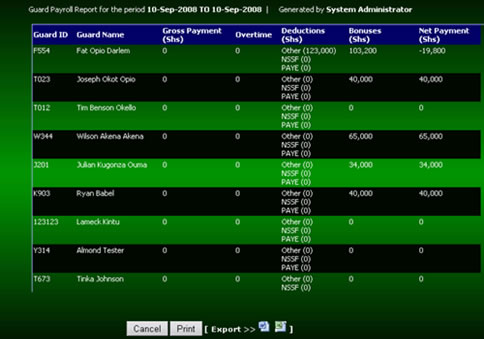 Guard Payroll Report for the period 10-Sep-2008 TO 10-Sep-2008 | Generated by System Administrator
Guard ID Guard Name Gross Payment (Shs) Overtime Deductions (Shs) Bonuses (Shs) Net Payment (Shs)
F554 Fat Opio Darlem 0 0 Other (123,000) 103,200 -19,800
NSSF (0)
PAYE (0)
T023 Joseph Okot Opio 0 0 Other (0) 40,000 40,000
NSSF (0)
PAYE (0)
T012 Tim Benson Okello 0 0 Other (0) 0 0
NSSF (0)
PAYE (0)
W344 Wilson Akena Akena 0 0 Other (0) 65,000 65,000
NSSF (0)
PAYE (0)
J201 Julian Kugonza Ouma 0 0 Other (0) 34,000 34,000
NSSF (0)
PAYE (0)
K903 Ryan Babel 0 0 Other (0) 40,000 40,000
NSSF (0)
PAYE (0)
123123 Lameck Kintu 0 0 Other (0) 0 0
NSSF (0)
PAYE (0)
Y314 Almond Tester 0 0 Other (0) 0 0
NSSF (0)
PAYE (0)
T673 Tinka Johnson 0 0 Other (0) 0 0
NSSF (0)
Cancel Print [ Export >> ]